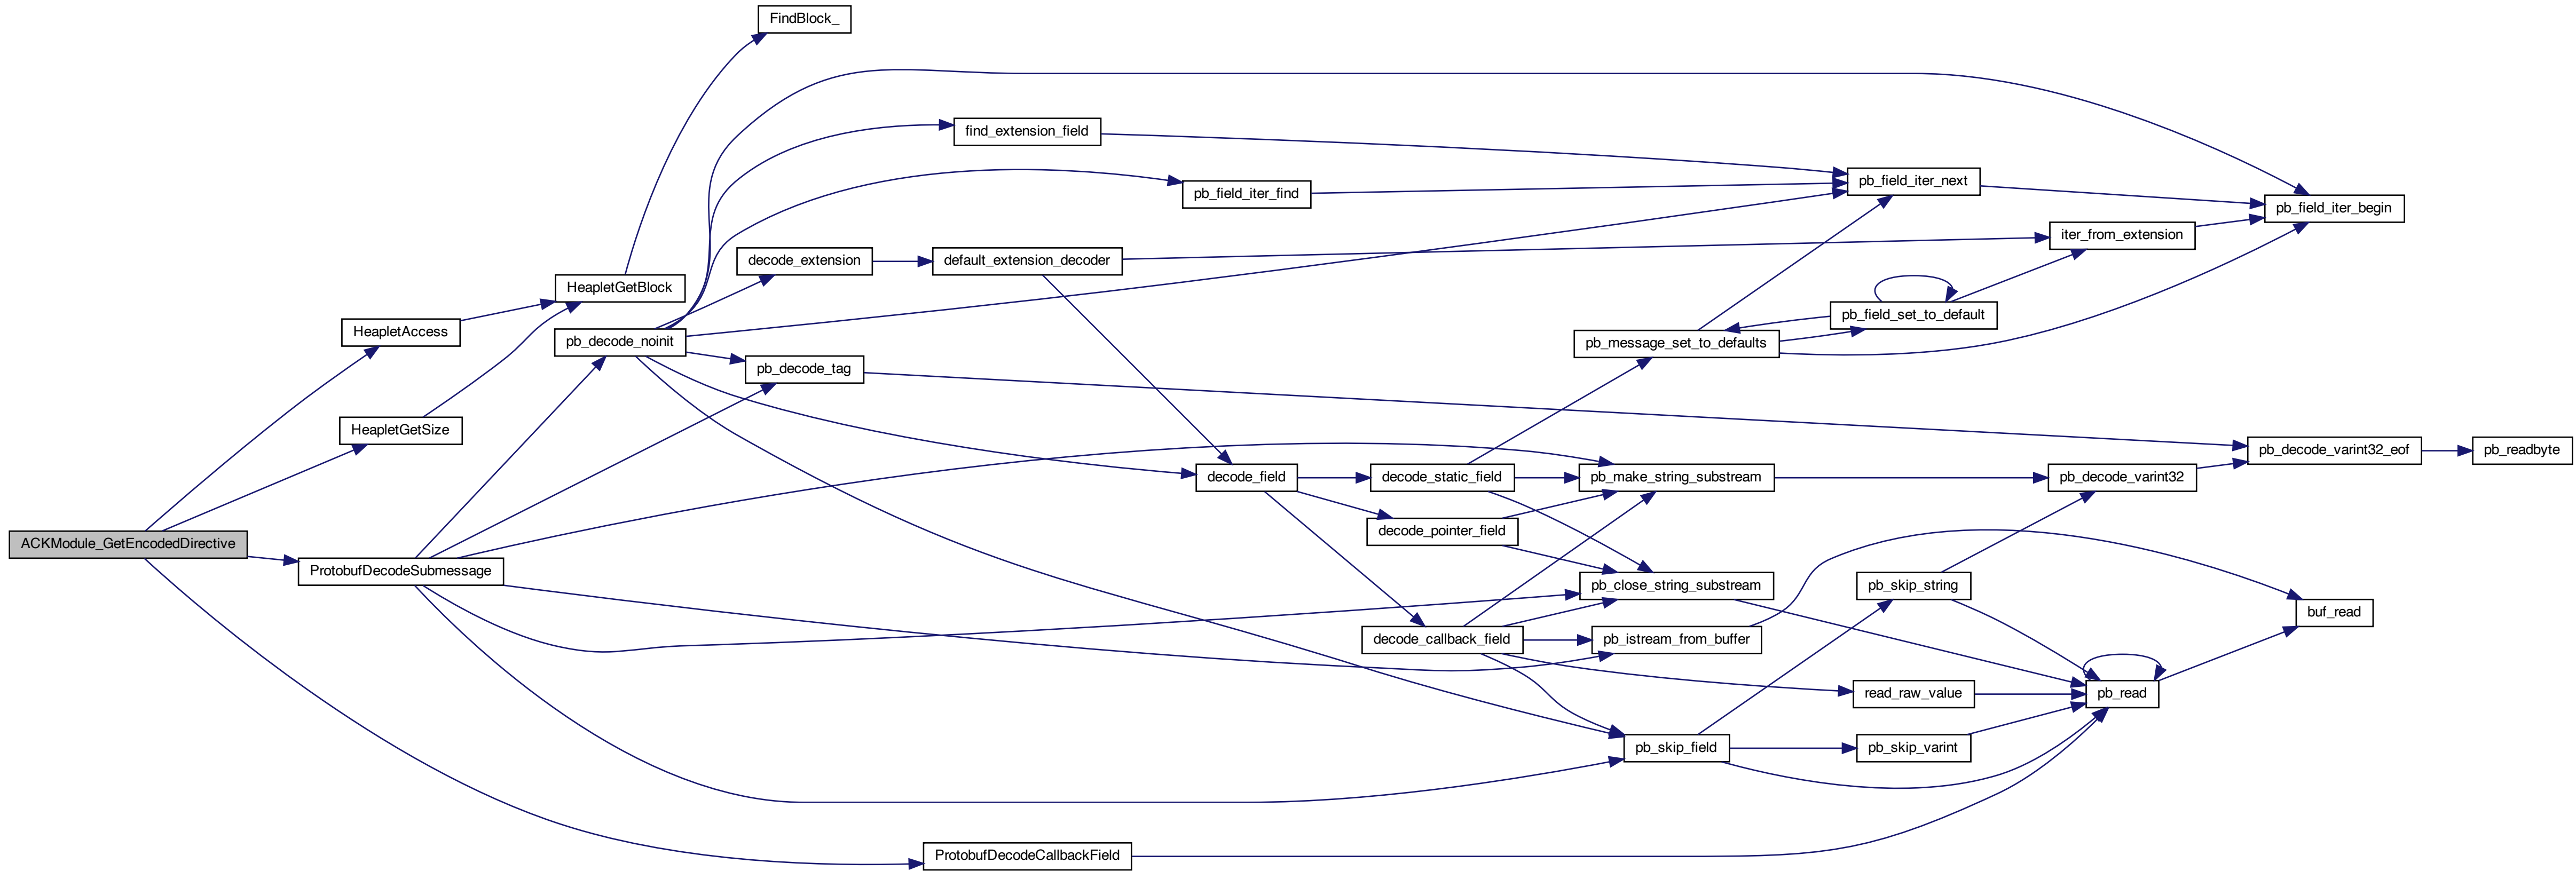 FindBlock_
find_extension_field
pb_field_iter_next
pb_field_iter_find
pb_field_iter_begin
iter_from_extension
decode_extension
default_extension_decoder
HeapletGetBlock
pb_field_set_to_default
HeapletAccess
pb_decode_noinit
pb_message_set_to_defaults
pb_decode_tag
HeapletGetSize
pb_decode_varint32_eof
pb_readbyte
decode_field
decode_static_field
pb_make_string_substream
pb_decode_varint32
decode_pointer_field
ACKModule_GetEncodedDirective
ProtobufDecodeSubmessage
pb_close_string_substream
pb_skip_string
buf_read
decode_callback_field
pb_istream_from_buffer
read_raw_value
pb_read
pb_skip_field
pb_skip_varint
ProtobufDecodeCallbackField